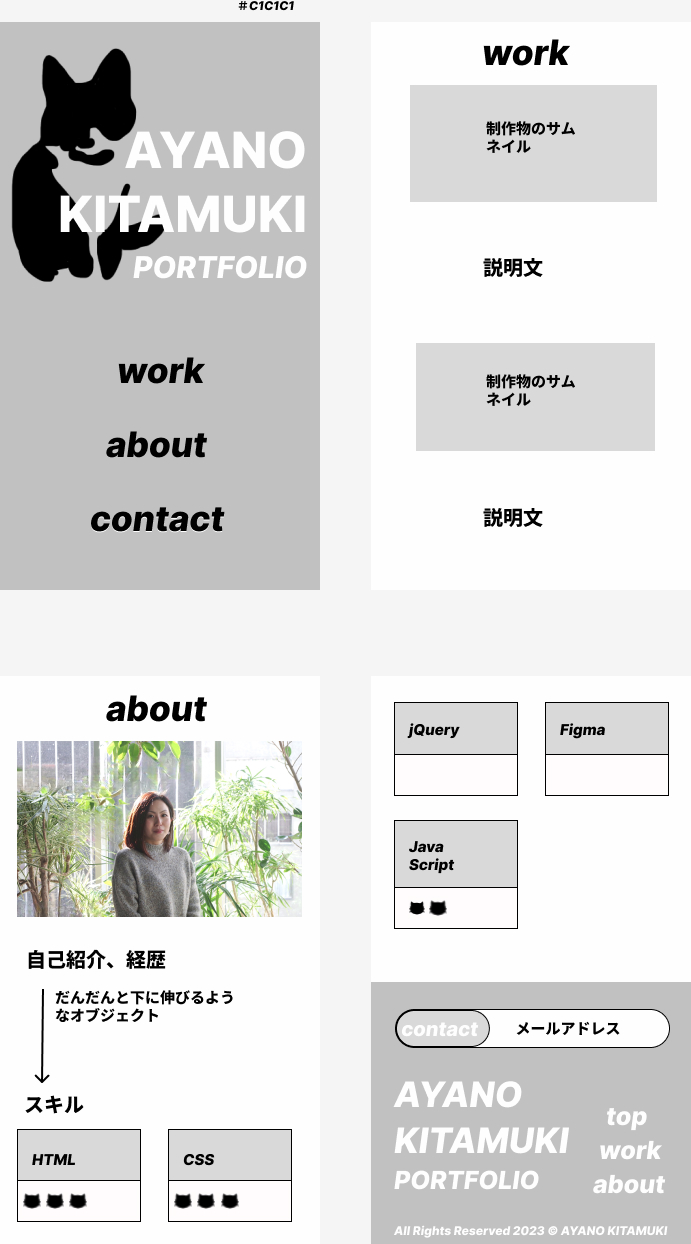 #C1C1C1
AYANO
KITAMUKI
PORTFOLIO
work
about
contact
work
制作物のサム
ネイル
説明文
制作物のサム
ネイル
説明文
about
自己紹介、経歴
だんだんと下に伸びるよう
なオブジェクト
スキル
HTML
CSS
jQuery
Figma
Java
Script
contact
メールアドレス
AYANO
KITAMUKI
PORTFOLIO
top
work
about
All Rights Reserved 2023 © AYANO KITAMUKI